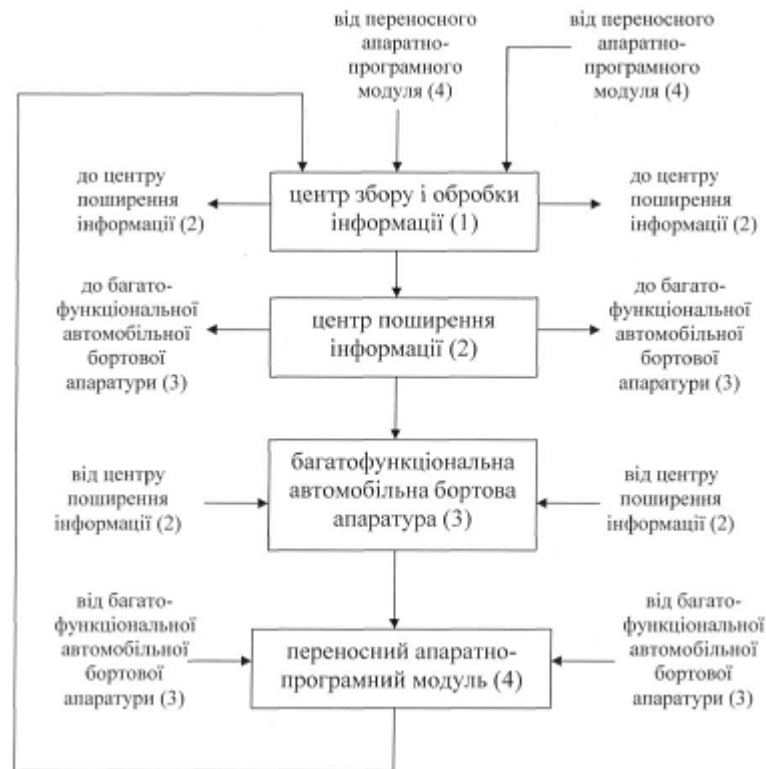 від переносного
апаратно-
програмного
модуля (4)
від переносного
апаратно-
програмного
модуля (4)
до центру
поширення
інформації (2)
центр збору і обробки
інформації (1)
до центру
поширення
інформації (2)
до багато-
функціональної
автомобільної
бортової
апаратури (3)
центр поширення
інформації (2)
до багато-
функціональної
автомобільної
бортової
апаратури (3)
від центру
поширення
інформації (2)
багатофункціональна
автомобільна бортова
апаратура (3)
від центру
поширення
інформації (2)
від багато-
функціональної
автомобільної
бортової
апаратури (3)
переносний апаратно-
програмний модуль (4)
від багато-
функціональної
автомобільної
бортової
апаратури (3)